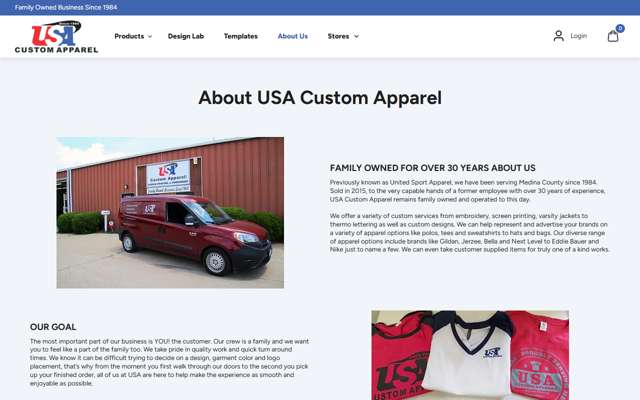 Family Owned Business Since 1984
Since 1984
USA
CUSTOM APPAREL
Products
Design Lab
Templates
About Us
Stores
Login
0
About USA Custom Apparel
USA
Custom Apparel
USA
FAMILY OWNED FOR OVER 30 YEARS ABOUT US
Previously known as United Sport Apparel, we have been serving Medina County since 1984.
Sold in 2015, to the very capable hands of a former employee with over 30 years of experience,
USA Custom Apparel remains family owned and operated to this day.
We offer a variety of custom services from embroidery, screen printing, varsity jackets to
thermo lettering as well as custom designs. We can help represent and advertise your brands on
a variety of apparel options like polos, tees and sweatshirts to hats and bags. Our diverse range
of apparel options include brands like Gildan, Jerzee, Bella and Next Level to Eddie Bauer and
Nike just to name a few. We can even take customer supplied items for truly one of a kind works.
OUR GOAL
The most important part of our business is YOU! the customer. Our crew is a family and we want
you to feel like a part of the family too. We take pride in quality work and quick turn around
times. We know it can be difficult trying to decide on a design, garment color and logo
placement, that's why from the moment you first walk through our doors to the second you pick
up your finished order, all of us at USA are here to help make the experience as smooth and
enjoyable as possible.
USA
USA
USA